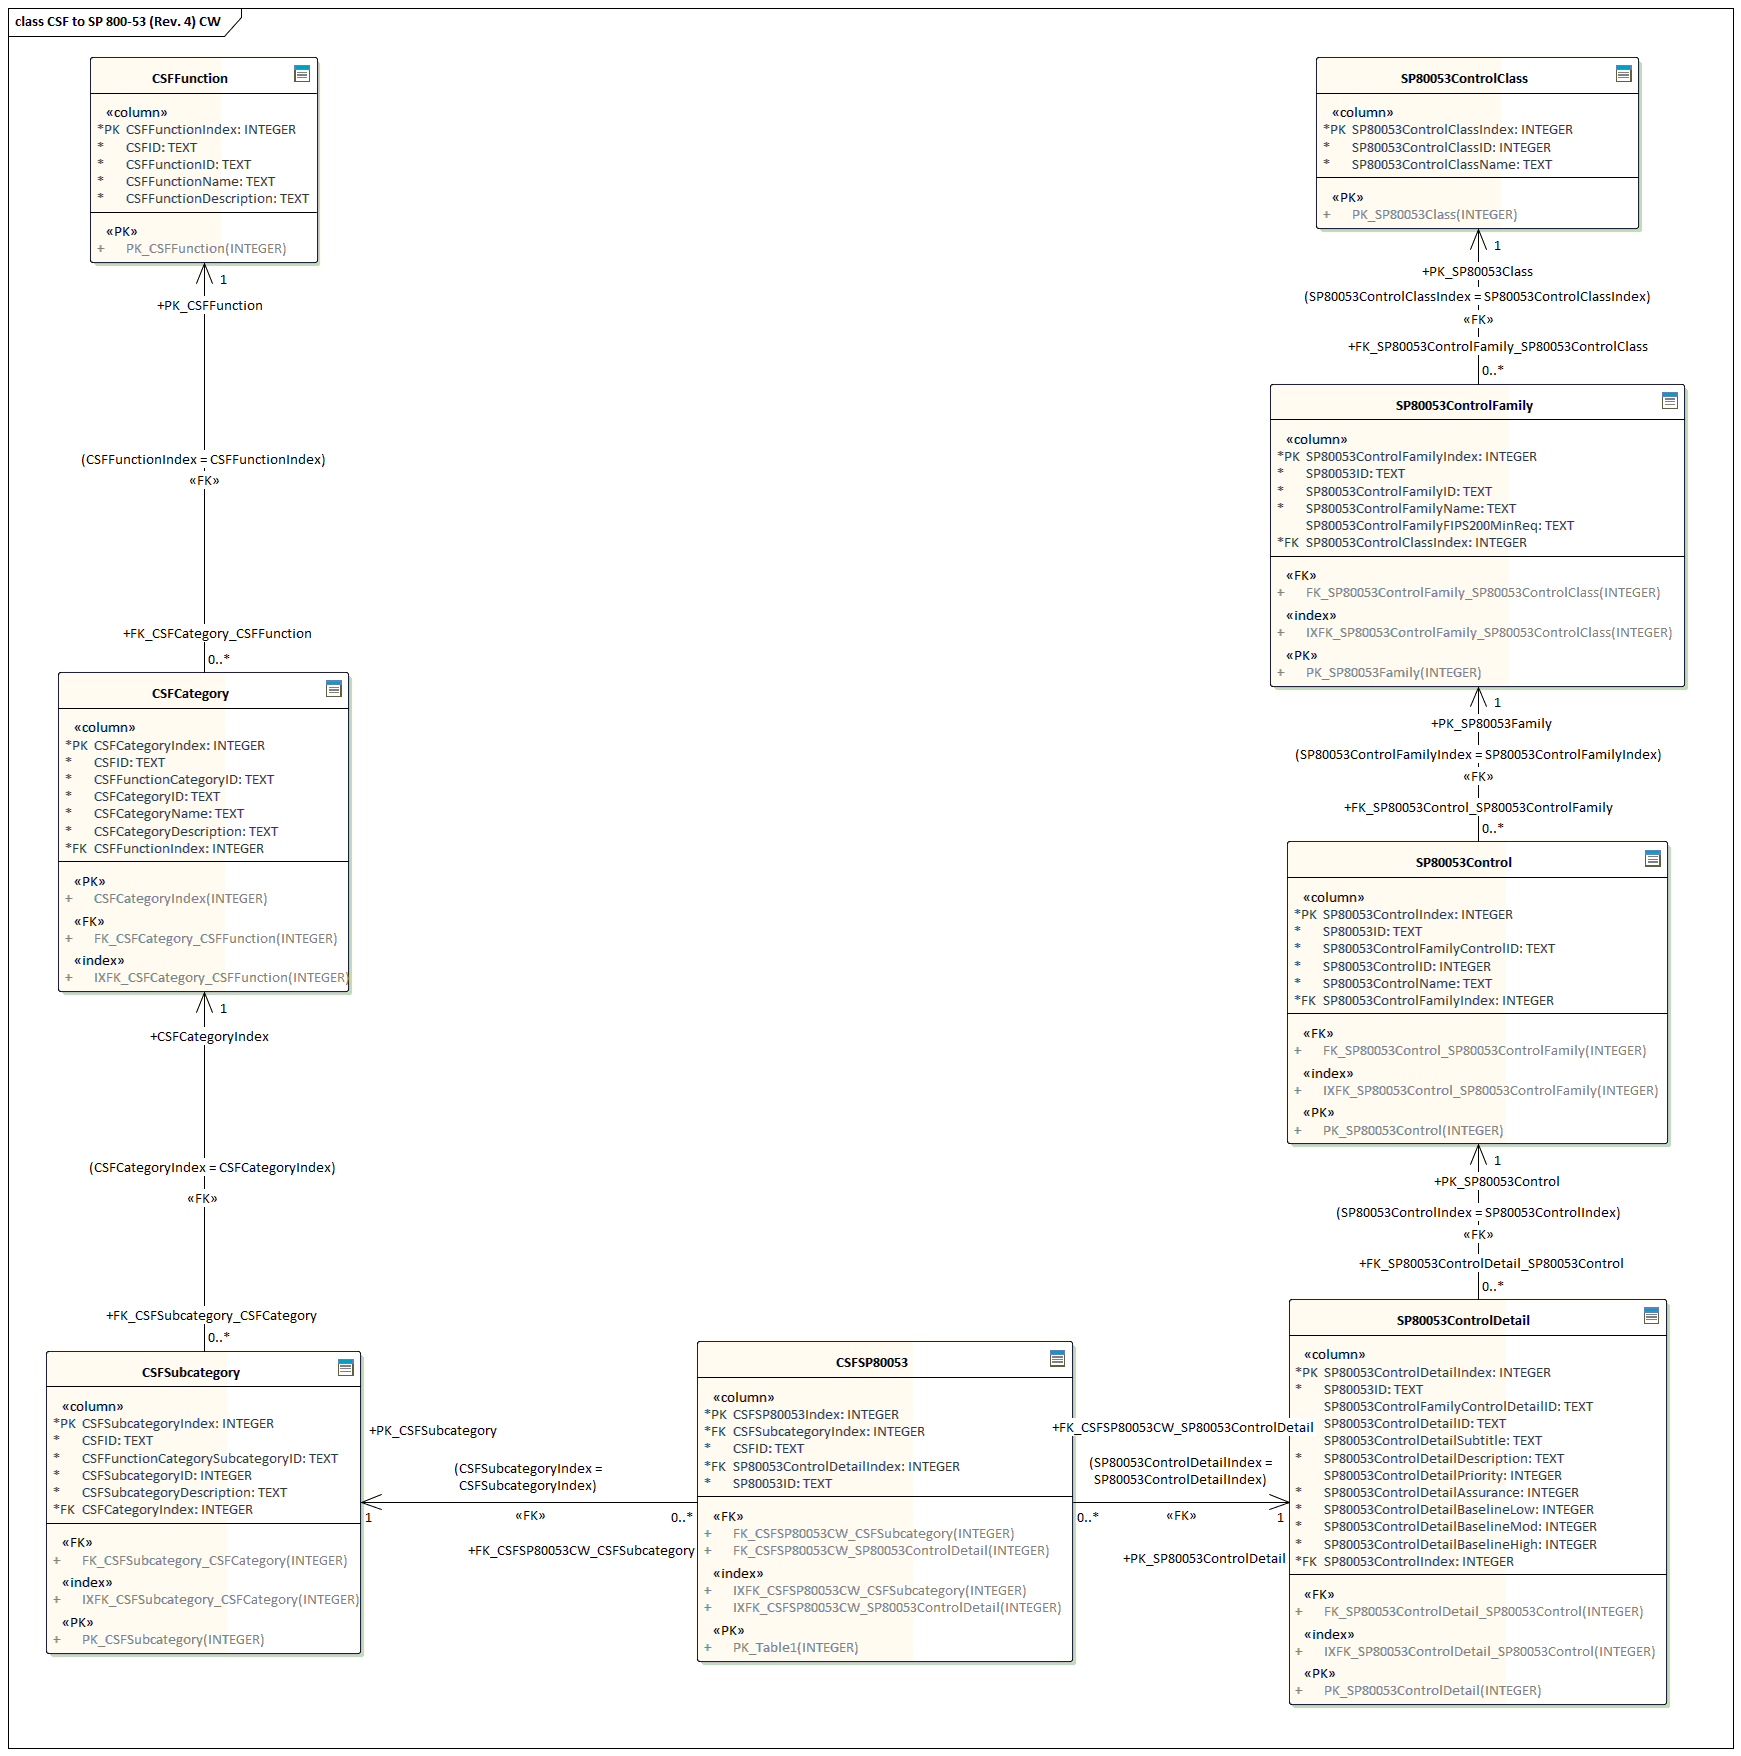 class CSF to SP 800-53 (Rev. 4) CW
CSFFunction
«column»
*PK CSFFunctionIndex: INTEGER
* CSFID: TEXT
* CSFFunctionID: TEXT
* CSFFunctionName: TEXT
* CSFFunctionDescription: TEXT
«PK»
+ PK_CSFFunction(INTEGER)
1
+PK_CSFFunction
(CSFFunctionIndex = CSFFunctionIndex)
«FK»
+FK_CSFCategory_CSFFunction
0..*
CSFCategory
«column»
*PK CSFCategoryIndex: INTEGER
* CSFID: TEXT
* CSFFunctionCategoryID: TEXT
* CSFCategoryID: TEXT
* CSFCategoryName: TEXT
* CSFCategoryDescription: TEXT
*FK CSFFunctionIndex: INTEGER
«PK»
+ CSFCategoryIndex(INTEGER)
«FK»
+ FK_CSFCategory_CSFFunction(INTEGER)
«index»
+ IXFK_CSFCategory_CSFFunction(INTEGER)
1
+CSFCategoryIndex
(CSFCategoryIndex = CSFCategoryIndex)
«FK»
+FK_CSFSubcategory_CSFCategory
0..*
CSFSubcategory
«column»
*PK CSFSubcategoryIndex: INTEGER
* CSFID: TEXT
* CSFFunctionCategorySubcategoryID: TEXT
* CSFSubcategoryID: INTEGER
* CSFSubcategoryDescription: TEXT
*FK CSFCategoryIndex: INTEGER
«FK»
+ FK_CSFSubcategory_CSFCategory(INTEGER)
«index»
+ IXFK_CSFSubcategory_CSFCategory(INTEGER)
«PK»
+ PK_CSFSubcategory(INTEGER)
+PK_CSFSubcategory
(CSFSubcategoryIndex =
CSFSubcategoryIndex)
1
«FK»
0..*
+FK_CSFSP80053CW_CSFSubcategory
CSFSP80053
«column»
*PK CSFSP80053Index: INTEGER
*FK CSFSubcategoryIndex: INTEGER
* CSFID: TEXT
*FK SP80053ControlDetailIndex: INTEGER
* SP80053ID: TEXT
«FK»
+ FK_CSFSP80053CW_CSFSubcategory(INTEGER)
+ FK_CSFSP80053CW_SP80053ControlDetail(INTEGER)
«index»
+ IXFK_CSFSP80053CW_CSFSubcategory(INTEGER)
+ IXFK_CSFSP80053CW_SP80053ControlDetail(INTEGER)
«PK»
+ PK_Table1(INTEGER)
+FK_CSFSP80053CW_SP80053ControlDetail
(SP80053ControlDetailIndex =
SP80053ControlDetailIndex)
0..*
«FK»
1
+PK_SP80053ControlDetail
SP80053ControlClass
«column»
*PK SP80053ControlClassIndex: INTEGER
* SP80053ControlClassID: INTEGER
* SP80053ControlClassName: TEXT
«PK»
+ PK_SP80053Class(INTEGER)
1
+PK_SP80053Class
(SP80053ControlClassIndex = SP80053ControlClassIndex)
«FK»
+FK_SP80053ControlFamily_SP80053ControlClass
0..*
SP80053ControlFamily
«column»
*PK SP80053ControlFamilyIndex: INTEGER
* SP80053ID: TEXT
* SP80053ControlFamilyID: TEXT
* SP80053ControlFamilyName: TEXT
SP80053ControlFamilyFIPS200MinReq: TEXT
*FK SP80053ControlClassIndex: INTEGER
«FK»
+ FK_SP80053ControlFamily_SP80053ControlClass(INTEGER)
«index»
+ IXFK_SP80053ControlFamily_SP80053ControlClass(INTEGER)
«PK»
+ PK_SP80053Family(INTEGER)
1
+PK_SP80053Family
(SP80053ControlFamilyIndex = SP80053ControlFamilyIndex)
«FK»
+FK_SP80053Control_SP80053ControlFamily
0..*
SP80053Control
«column»
*PK SP80053ControlIndex: INTEGER
* SP80053ID: TEXT
* SP80053ControlFamilyControlID: TEXT
* SP80053ControlID: INTEGER
* SP80053ControlName: TEXT
*FK SP80053ControlFamilyIndex: INTEGER
«FK»
+ FK_SP80053Control_SP80053ControlFamily(INTEGER)
«index»
+ IXFK_SP80053Control_SP80053ControlFamily(INTEGER)
«PK»
+ PK_SP80053Control(INTEGER)
1
+PK_SP80053Control
(SP80053ControlIndex = SP80053ControlIndex)
«FK»
+FK_SP80053ControlDetail_SP80053Control
0..*
SP80053ControlDetail
«column»
*PK SP80053ControlDetailIndex: INTEGER
* SP80053ID: TEXT
SP80053ControlFamilyControlDetailID: TEXT
SP80053ControlDetailID: TEXT
SP80053ControlDetailSubtitle: TEXT
* SP80053ControlDetailDescription: TEXT
SP80053ControlDetailPriority: INTEGER
* SP80053ControlDetailAssurance: INTEGER
* SP80053ControlDetailBaselineLow: INTEGER
* SP80053ControlDetailBaselineMod: INTEGER
* SP80053ControlDetailBaselineHigh: INTEGER
*FK SP80053ControlIndex: INTEGER
«FK»
+ FK_SP80053ControlDetail_SP80053Control(INTEGER)
«index»
+ IXFK_SP80053ControlDetail_SP80053Control(INTEGER)
«PK»
+ PK_SP80053ControlDetail(INTEGER)